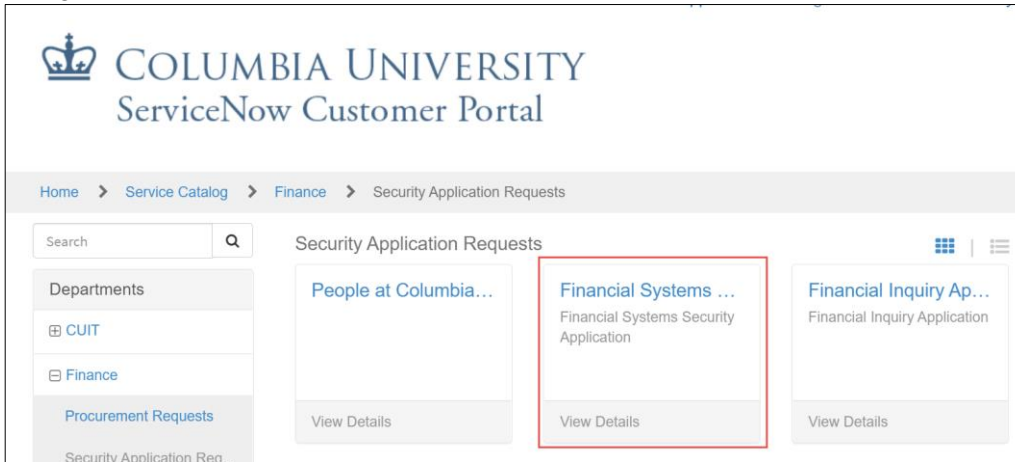 COLUMBIA UNIVERSITY
ServiceNow Customer Portal
Home > Service Catalog > Finance > Security Application Requests
Search
Security Application Requests
Departments
CUIT
Finance
Procurement Requests
Security Application Req
People at Columbia...
View Details
Financial Systems ...
Financial Systems Security
Application
View Details
Financial Inquiry Ap...
Financial Inquiry Application
View Details